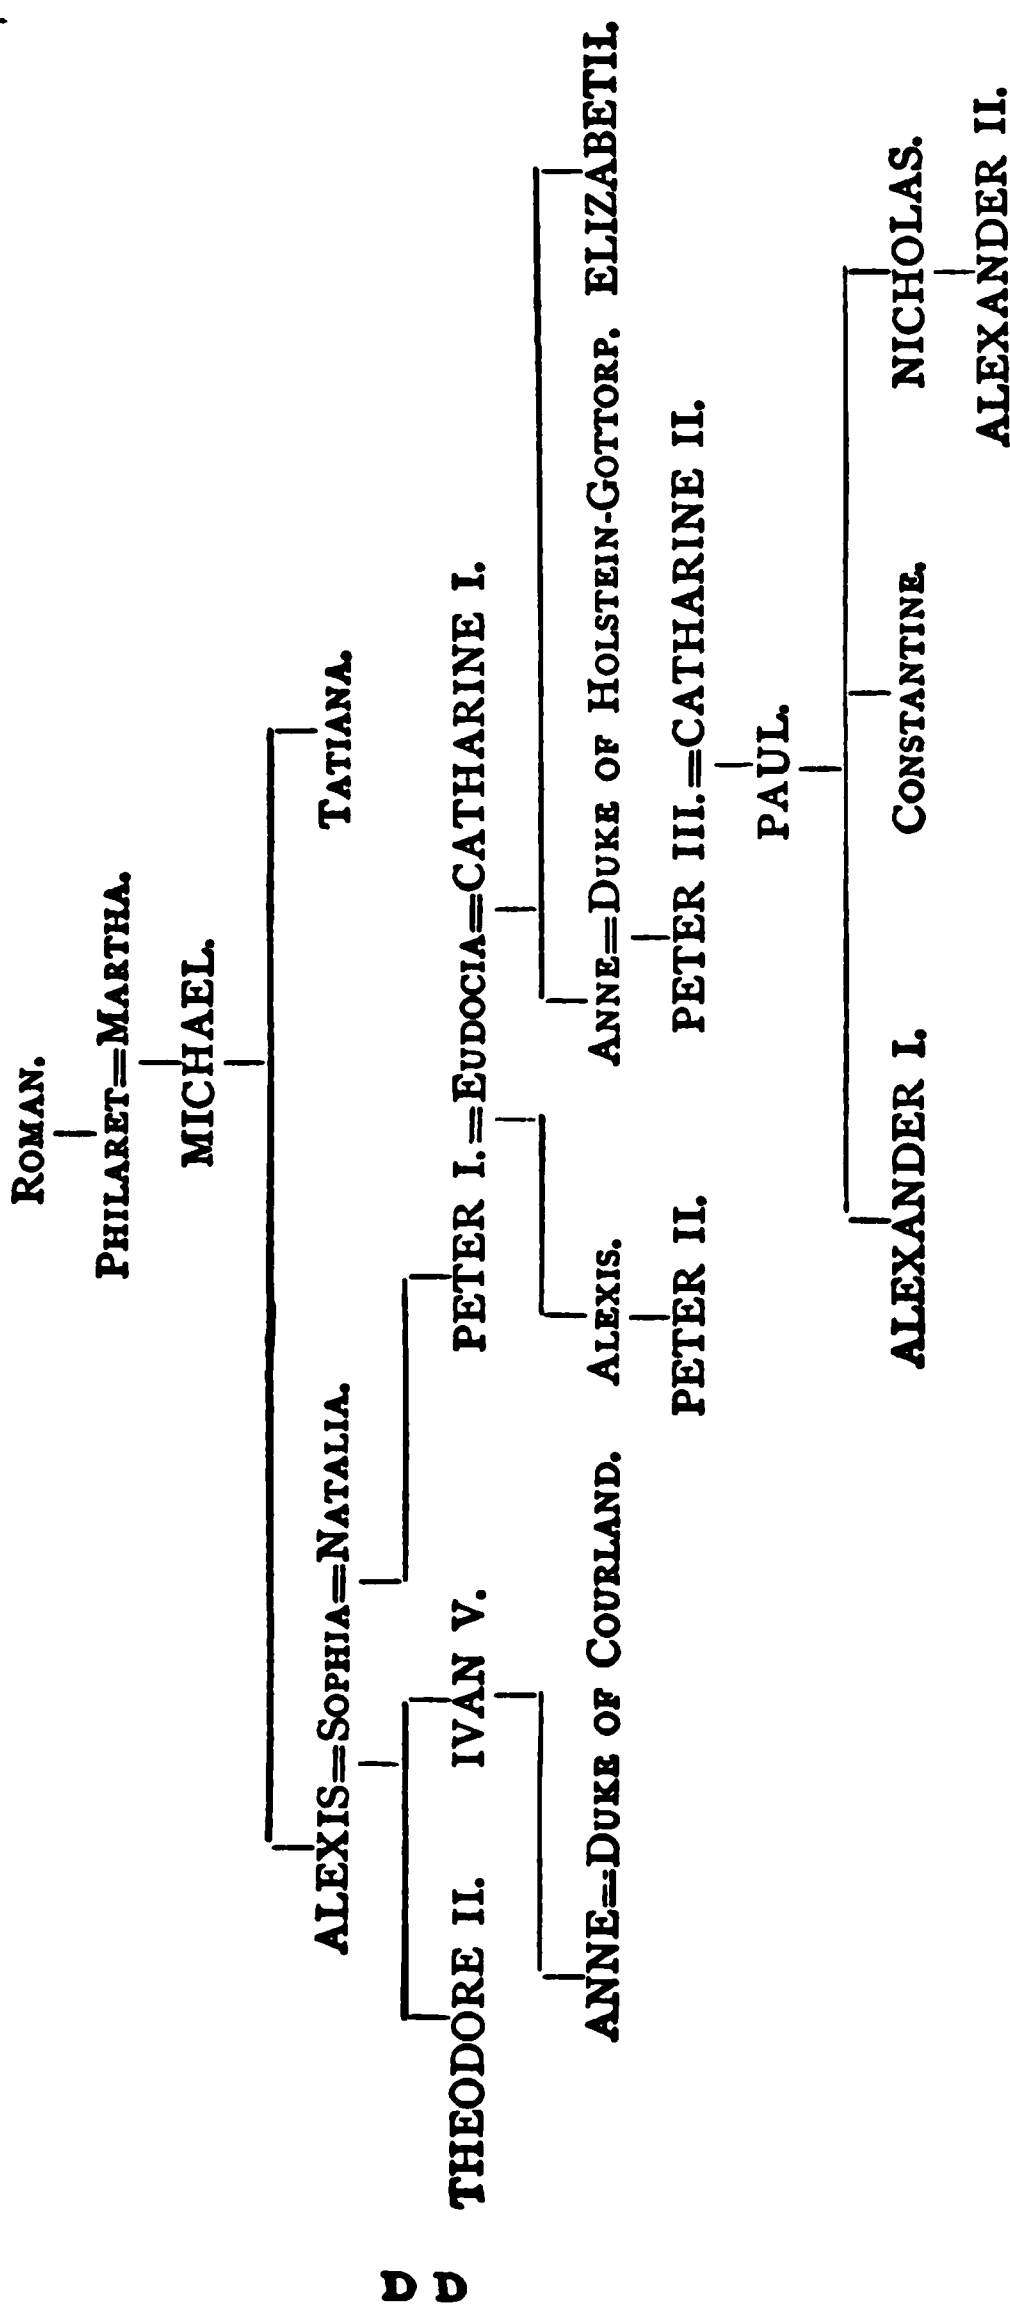 ROMAN.
PHILARET=MARTHA.
MICHAEL.
ALEXIS=SOPHIA=NATALIA. TATIANA.
THEODORE II. IVAN V. PETER I.=EUDOCIA=CATHARINE I.
ANNE=DUKE OF COURLAND. ALEXIS. ANNE=DUKE OF HOLSTEIN-GOTTORP. ELIZABETH.
PETER II. PETER III.=CATHARINE II.
PAUL.
ALEXANDER I. CONSTANTINE. NICHOLAS.
ALEXANDER II.
D D